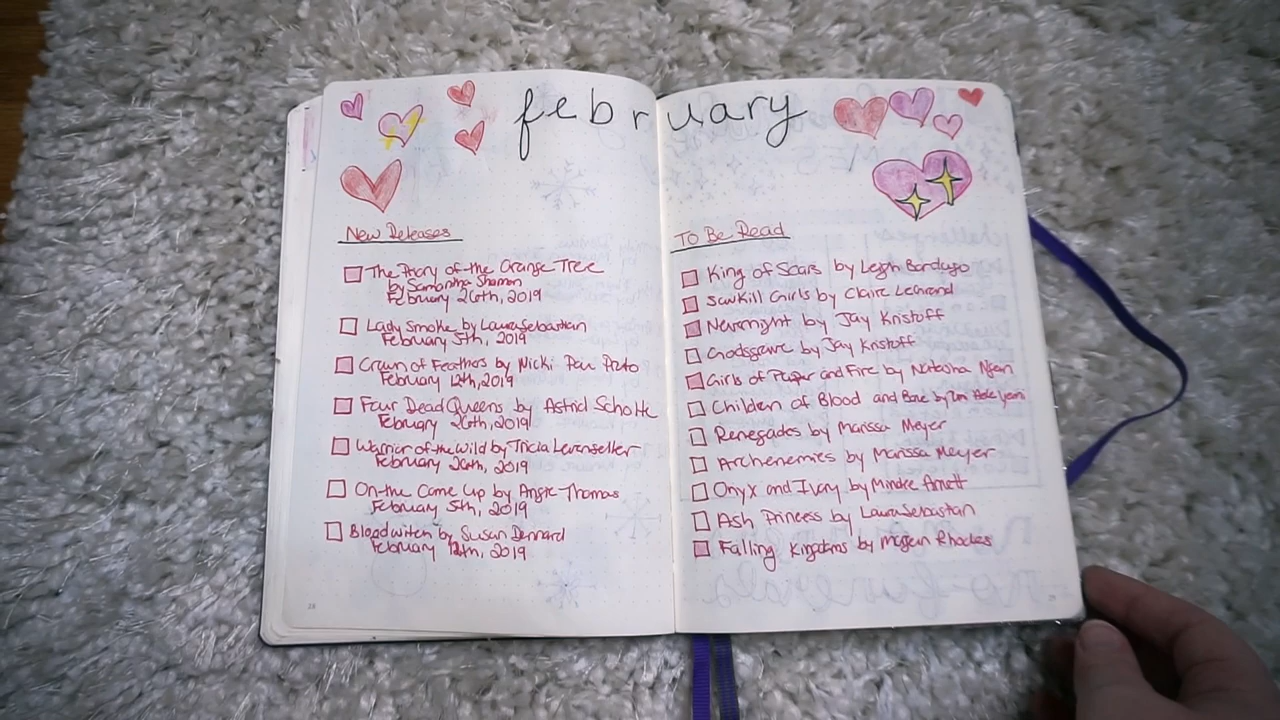 february
New Releases
The Priory of the Orange Tree
by Samantha Shannon
February 26th, 2019
Lady Smoke by Laura Sebastian
February 5th, 2019
Crown of Feathers by Nicki Pau Preto
February 12th, 2019
Four Dead Queens by Astrid Scholte
February 26th, 2019
Warrior of the Wild by Tricia Levenseller
February 26th, 2019
On the Come Up by Angie Thomas
February 5th, 2019
Bloodwitch by Susan Dennard
February 12th, 2019
To Be Read
King of Scars by Leigh Bardugo
Sawkill Girls by Claire Legrand
Nevernight by Jay Kristoff
Godsgrave by Jay Kristoff
Girls of Paper and Fire by Natasha Ngan
Children of Blood and Bone by Tomi Adeyemi
Renegades by Marissa Meyer
Archenemies by Marissa Meyer
Onyx and Ivory by Mindee Arnett
Ash Princess by Laura Sebastian
Falling Kingdoms by Morgan Rhodes